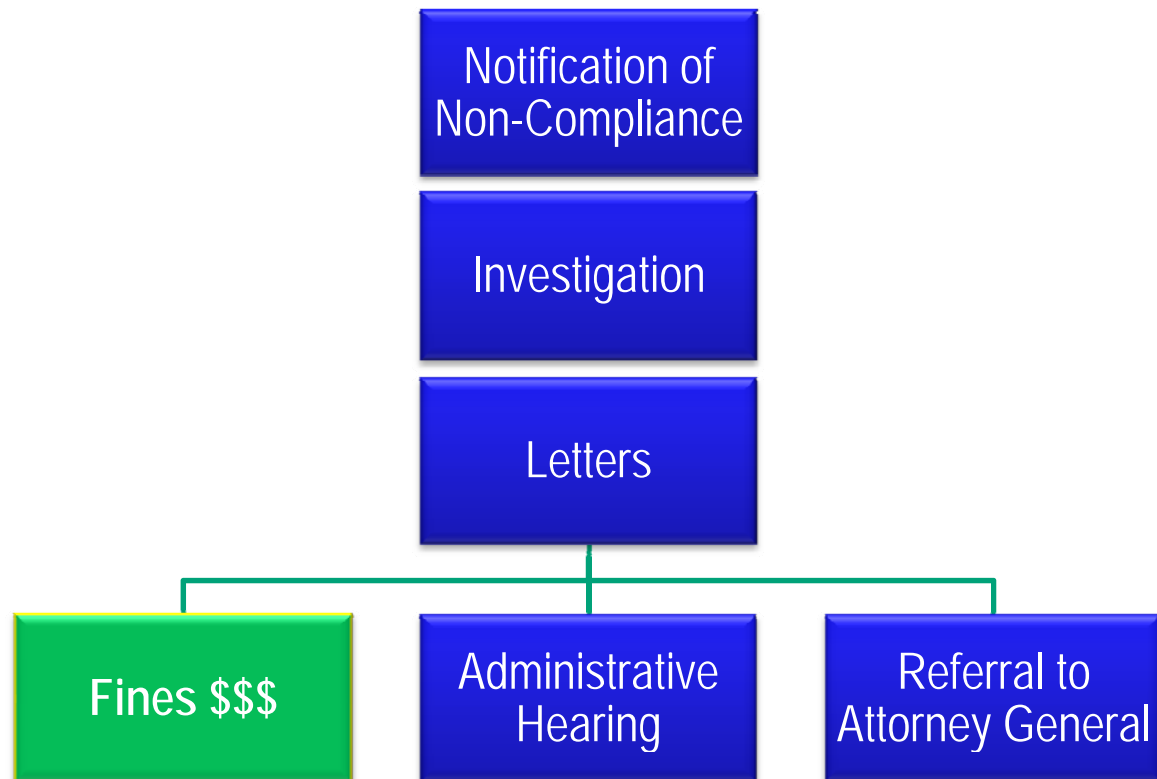 Notification of
Non-Compliance
Investigation
Letters
Fines $$$
Administrative
Hearing
Referral to
Attorney General